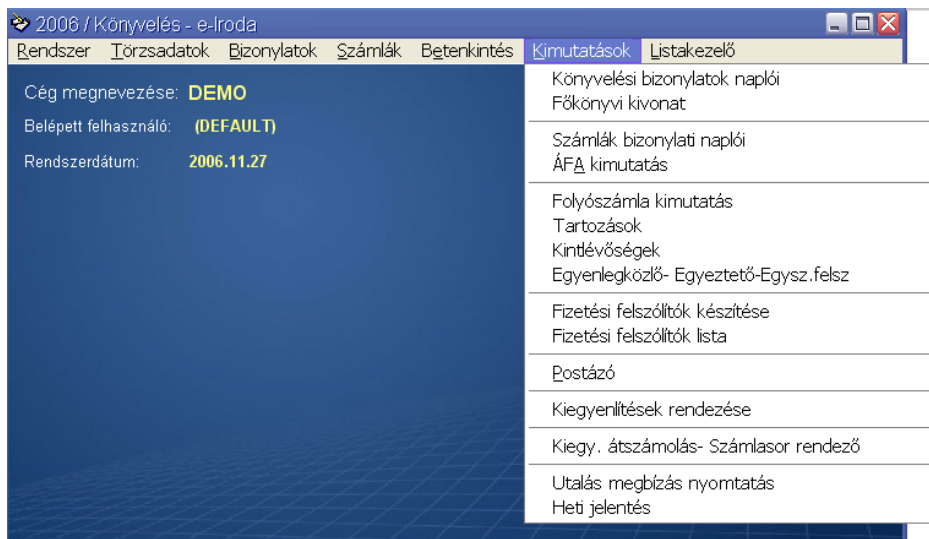 2006 / Könyvelés - e-Iroda
Rendszer Törzsadatok Bizonylatok Számlák Betenkintés Kimutatások Listakezelő
Cég megnevezése: DEMO
Belépett felhasználó: (DEFAULT)
Rendszerdátum: 2006.11.27
Könyvelési bizonylatok naplói
Főkönyvi kivonat
Számlák bizonylati naplói
ÁFA kimutatás
Folyószámla kimutatás
Tartozások
Kintlévőségek
Egyenlegközlő- Egyeztető-Egysz.felsz
Fizetési felszólítók készítése
Fizetési felszólítók lista
Postázó
Kiegyenlítések rendezése
Kiegy. átszámolás- Számlasor rendező
Utalás megbízás nyomtatás
Heti jelentés